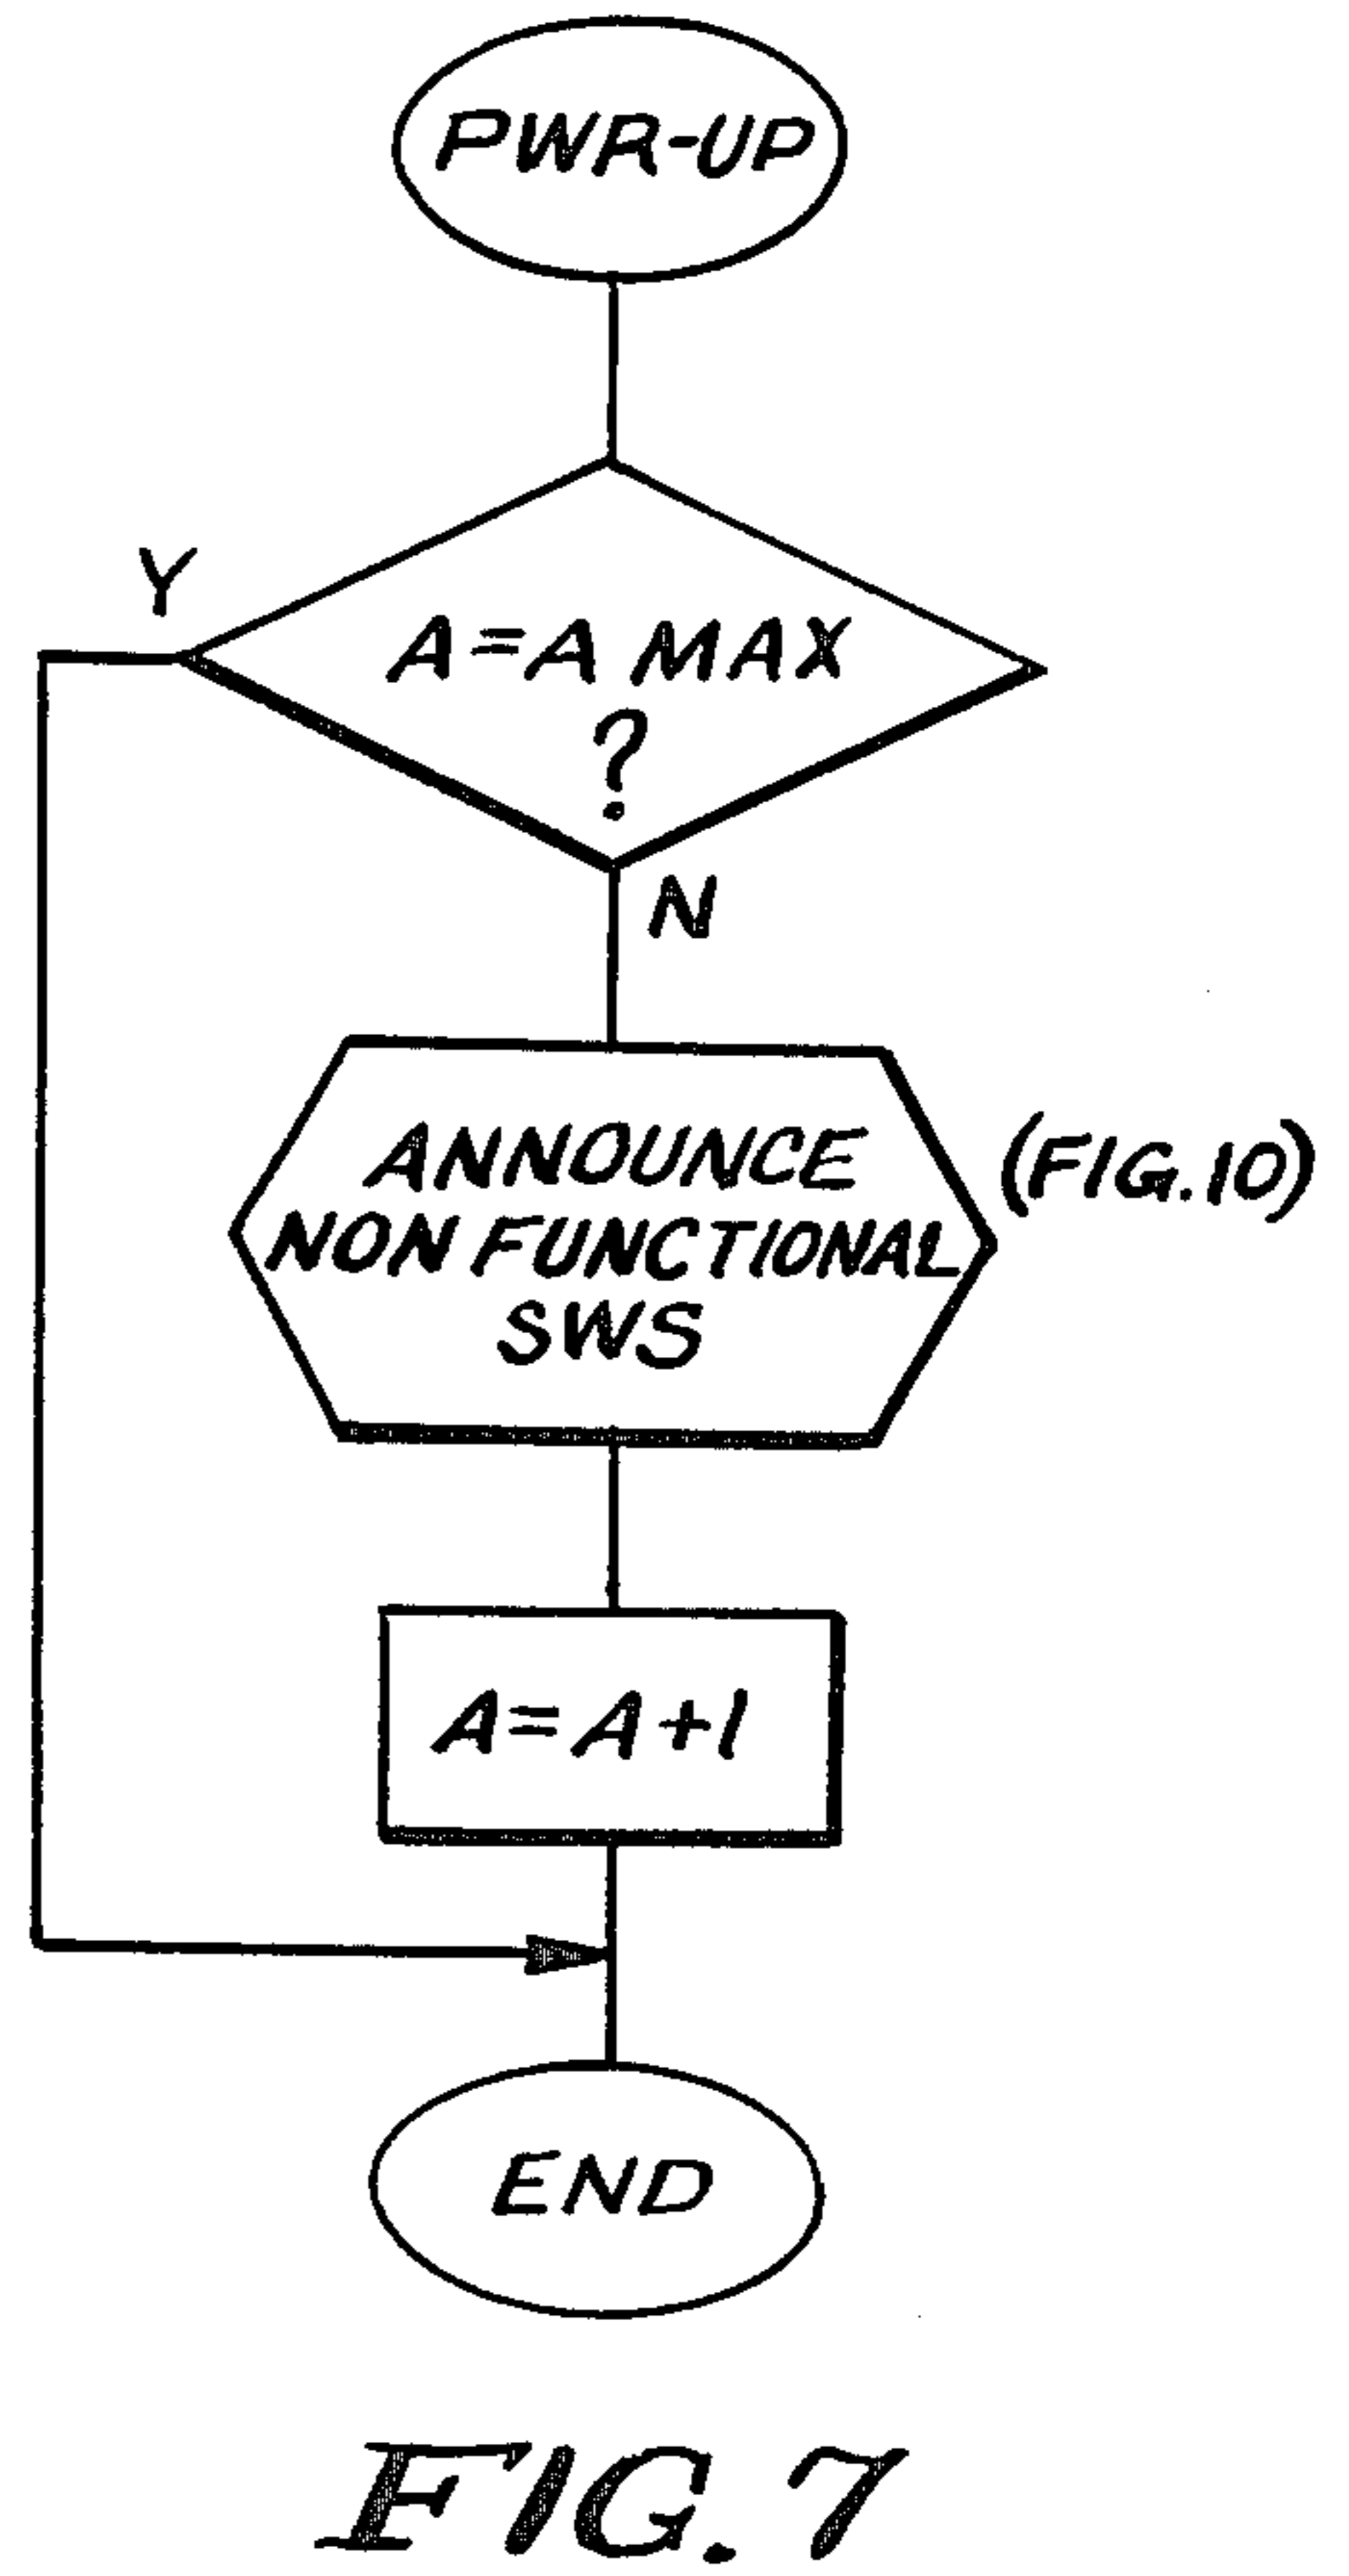 PWR-UP
Y
A=A MAX
?
N
ANNOUNCE
NON FUNCTIONAL
SWS
(FIG.10)
A=A+1
END
FIG.7